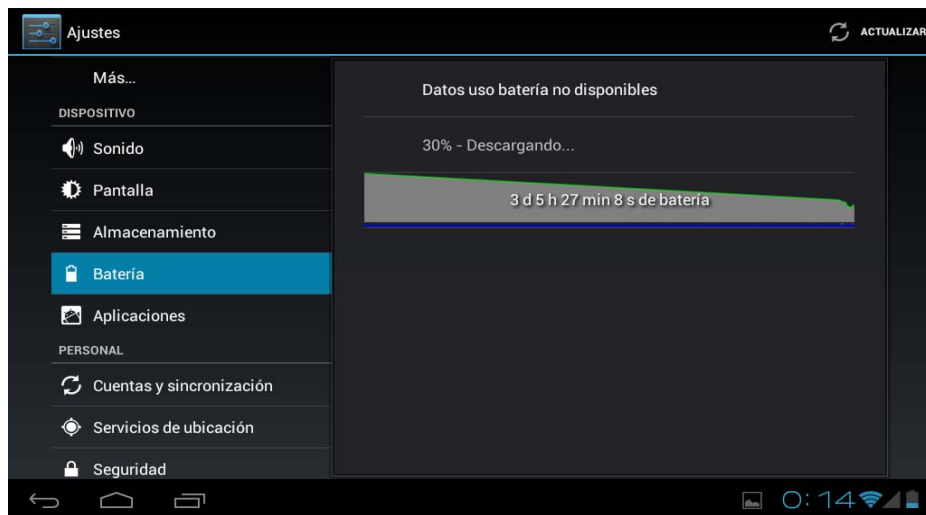 Ajustes
ACTUALIZAR
Más...
DISPOSITIVO
Sonido
Pantalla
Almacenamiento
Batería
Aplicaciones
PERSONAL
Cuentas y sincronización
Servicios de ubicación
Seguridad
Datos uso batería no disponibles
30% - Descargando...
3 d 5 h 27 min 8 s de batería
0:14